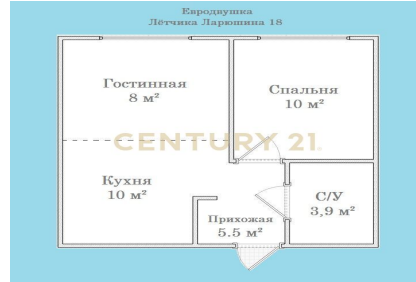 Евродвушка
Лётчика Ларюшина 18
Гостинная
8 м²
Спальня
10 м²
CENTURY 21.
Кухня
10 м²
С/У
3,9 м²
Прихожая
5.5 м²